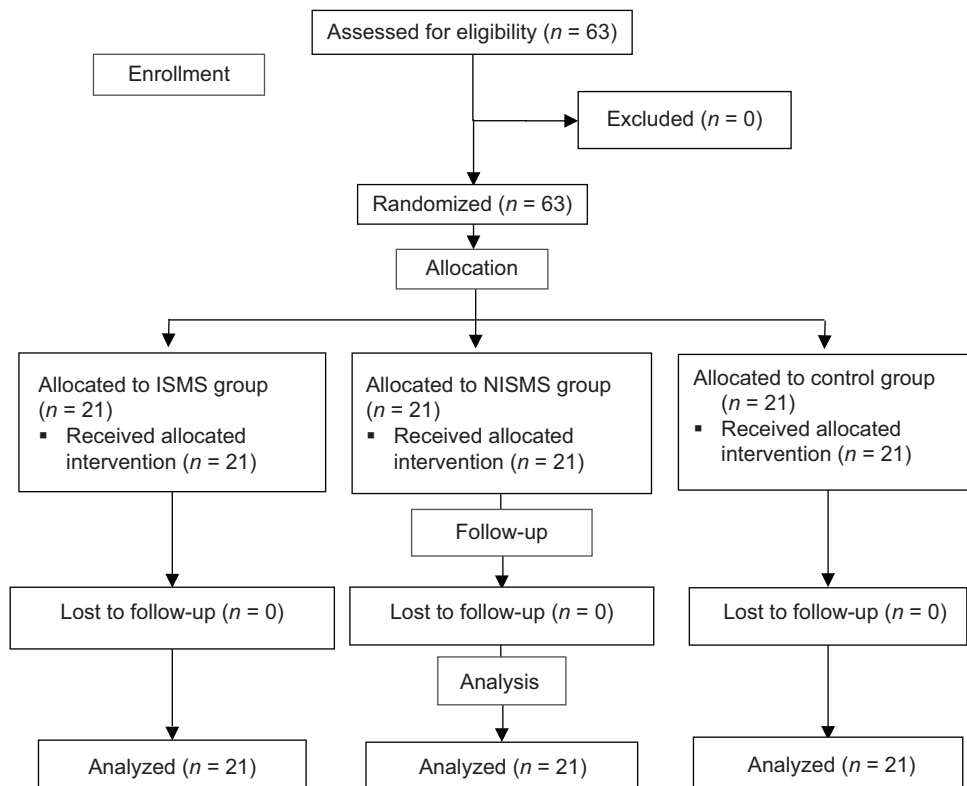 Assessed for eligibility (n = 63)
Enrollment
Excluded (n = 0)
Randomized (n = 63)
Allocation
Allocated to ISMS group
(n = 21)
▪ Received allocated
intervention (n = 21)
Allocated to NISMS group
(n = 21)
▪ Received allocated
intervention (n = 21)
Allocated to control group
(n = 21)
▪ Received allocated
intervention (n = 21)
Follow-up
Lost to follow-up (n = 0)
Lost to follow-up (n = 0)
Lost to follow-up (n = 0)
Analysis
Analyzed (n = 21)
Analyzed (n = 21)
Analyzed (n = 21)